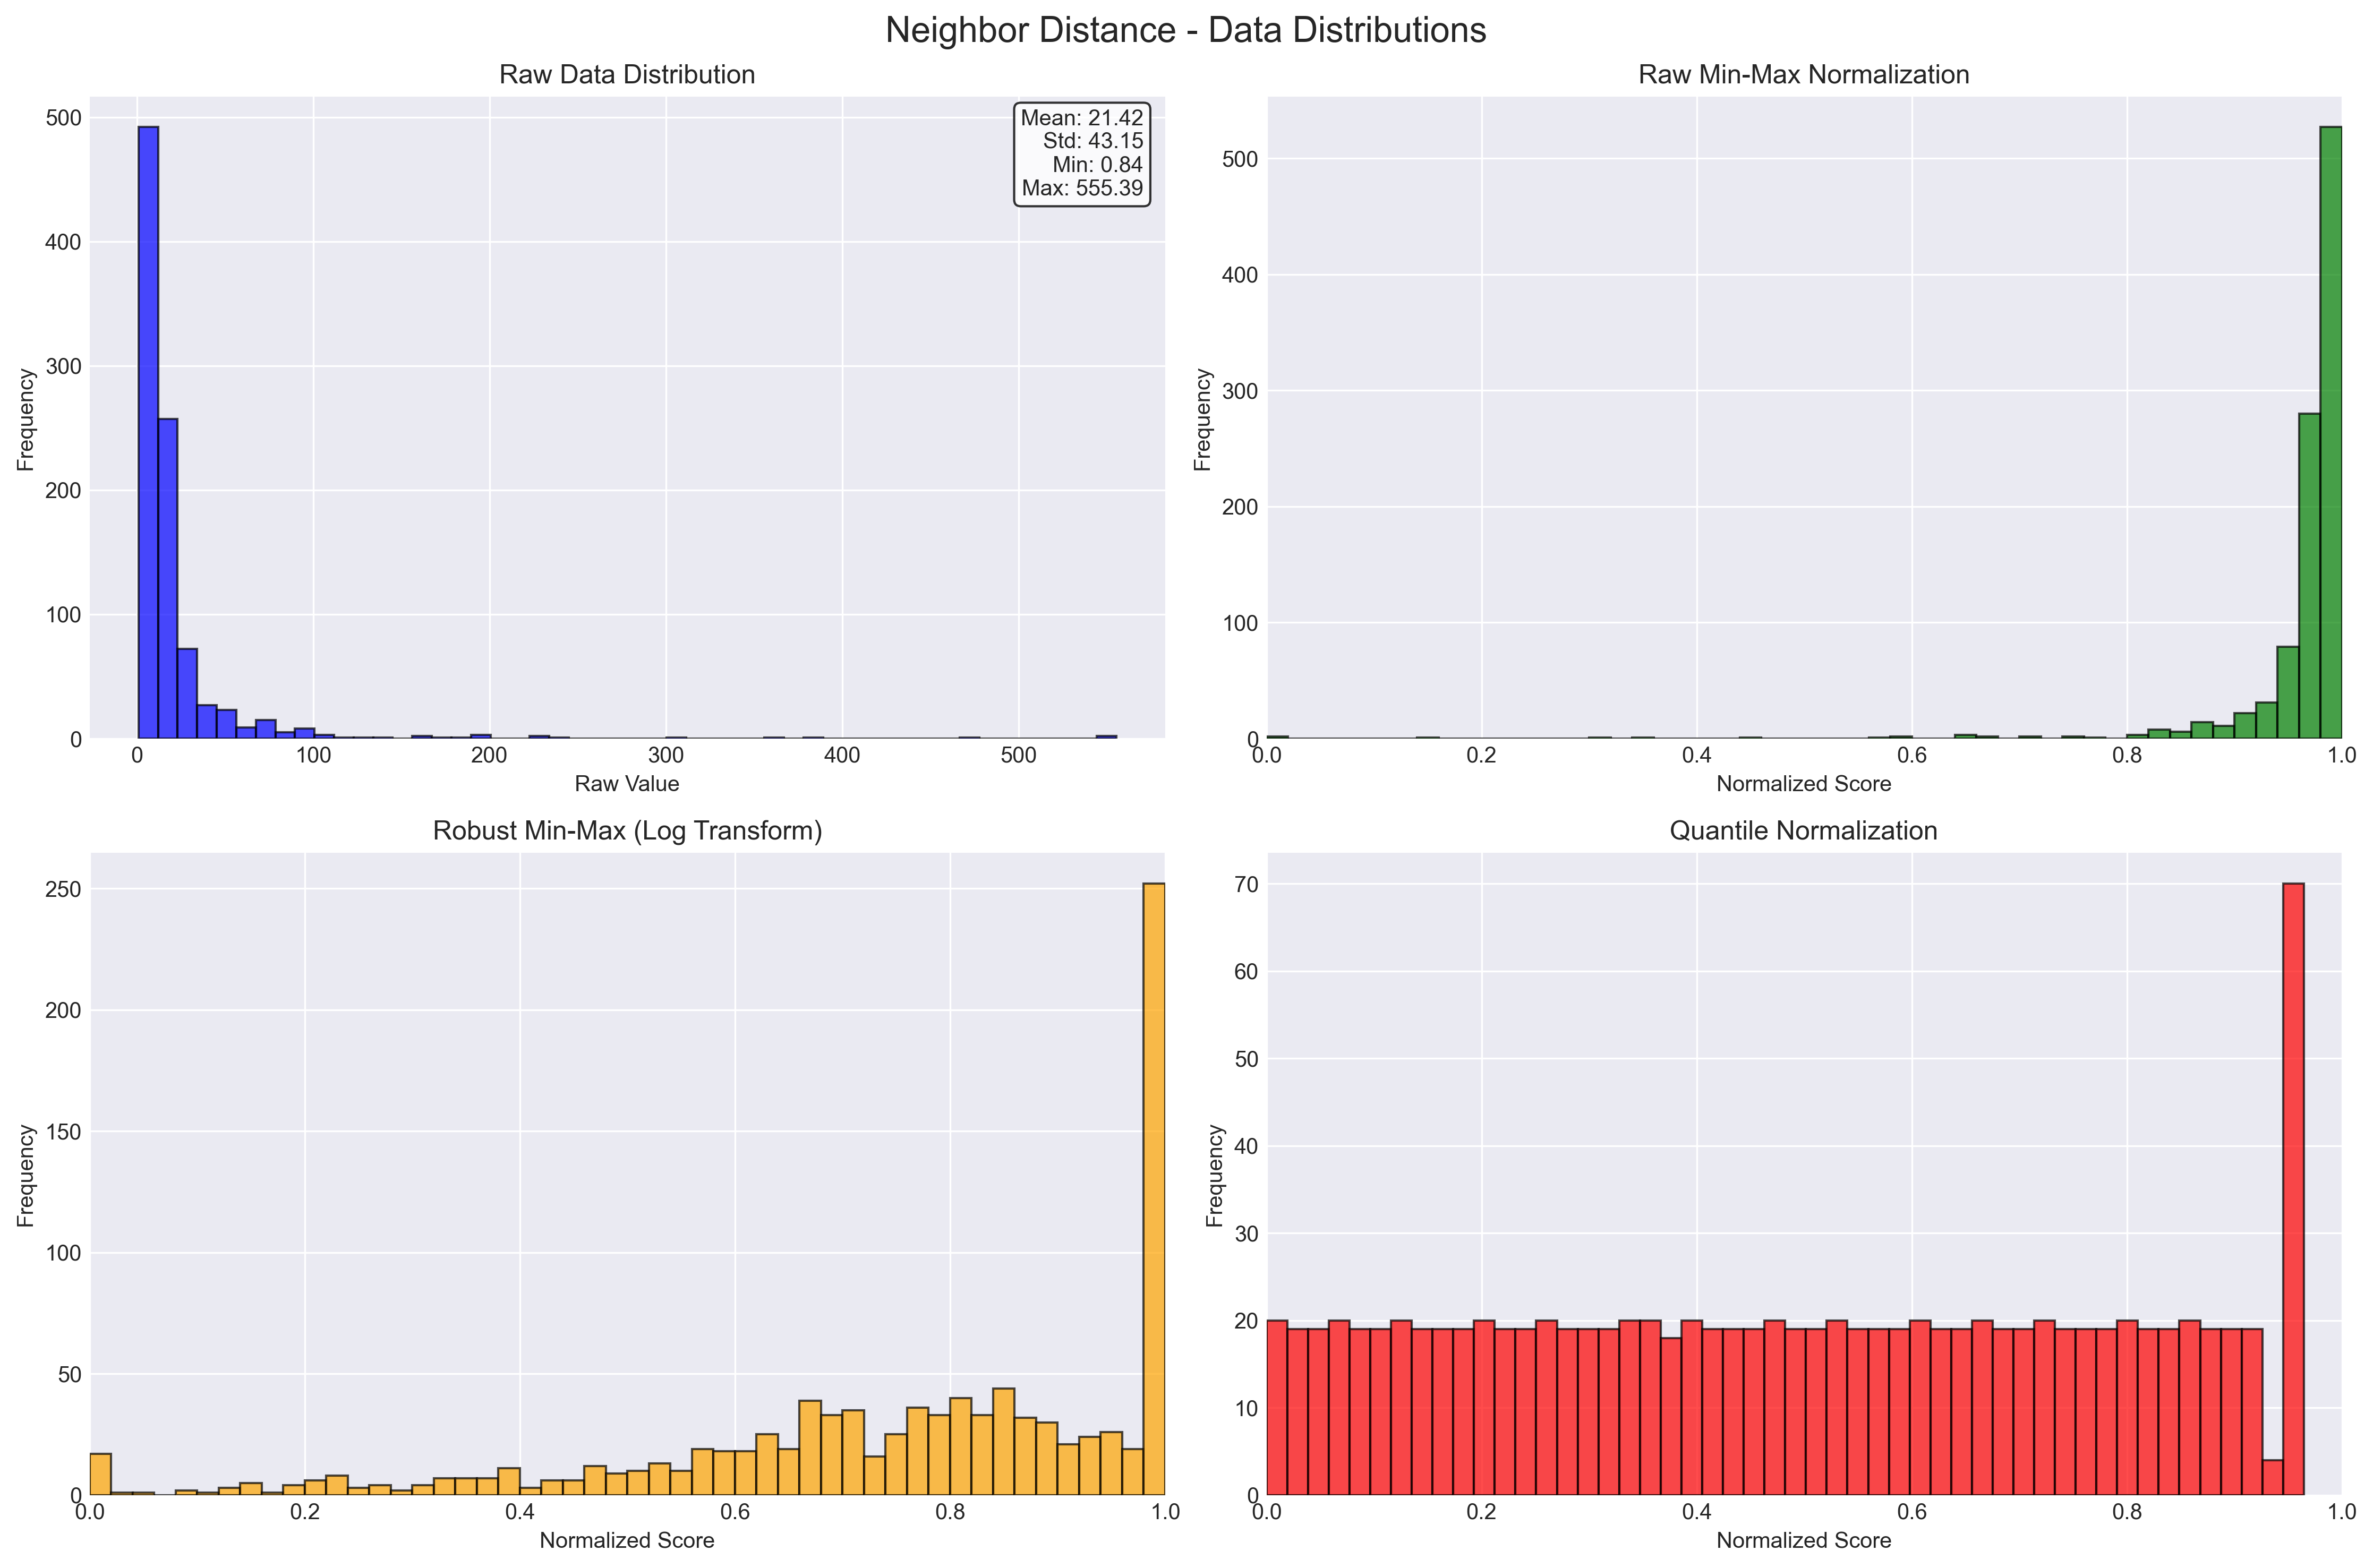 Neighbor Distance - Data Distributions
Raw Data Distribution
Mean: 21.42
Std: 43.15
Min: 0.84
Max: 555.39
500
400
300
200
100
0
Frequency
0 100 200 300 400 500
Raw Value
Raw Min-Max Normalization
500
400
300
200
100
0
Frequency
0.0 0.2 0.4 0.6 0.8 1.0
Normalized Score
Robust Min-Max (Log Transform)
250
200
150
100
50
0
Frequency
0.0 0.2 0.4 0.6 0.8 1.0
Normalized Score
Quantile Normalization
70
60
50
40
30
20
10
0
Frequency
0.0 0.2 0.4 0.6 0.8 1.0
Normalized Score